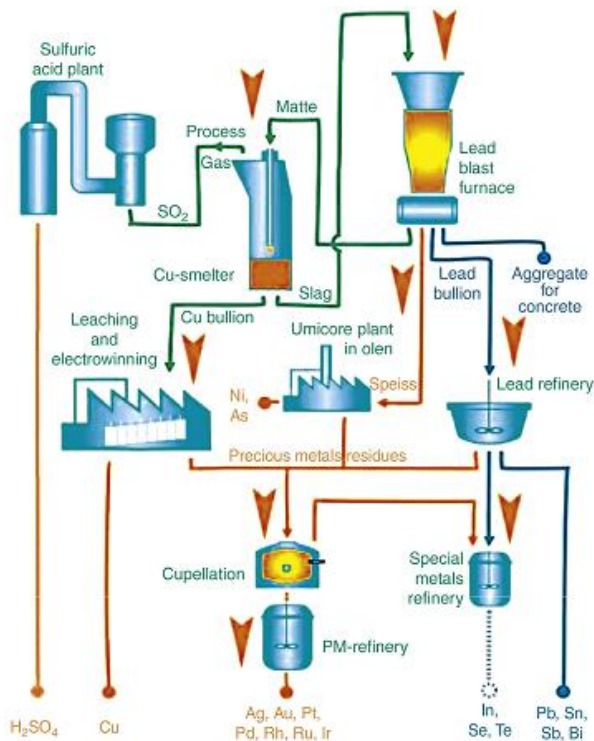 Sulfuric
acid plant
Matte
Process
Gas
Lead
blast
furnace
SO2
Cu-smelter
Slag
Cu bullion
Lead
bullion
Aggregate
for
concrete
Leaching
and
electrowinning
Umicore plant
in olen
Ni,
As
Speiss
Lead refinery
Precious metals residues
Cupellation
Special
metals
refinery
PM-refinery
H2SO4
Cu
Ag, Au, Pt,
Pd, Rh, Ru, Ir
In,
Se, Te
Pb, Sn,
Sb, Bi